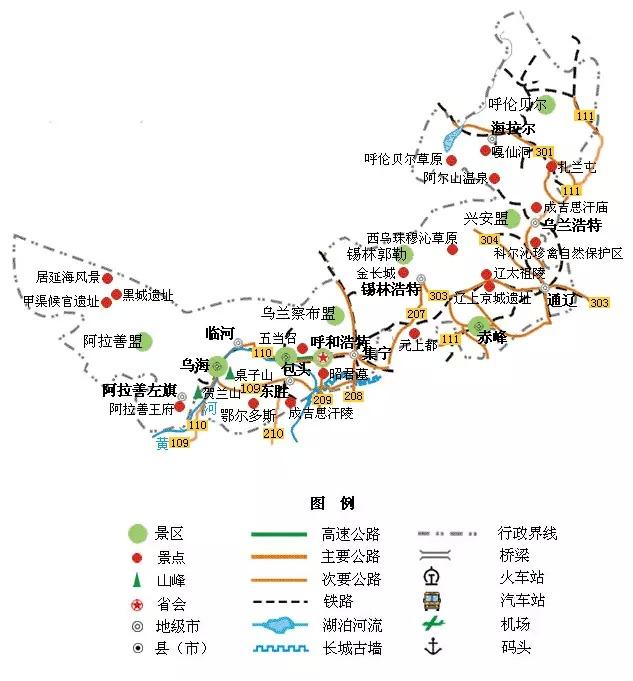 呼伦贝尔
111
海拉尔
嘎仙洞
301
呼伦贝尔草原
扎兰屯
阿尔山温泉
111
成吉思汗庙
兴安盟
乌兰浩特
西乌珠穆沁草原
304
锡林郭勒
科尔沁珍禽自然保护区
居延海风景
金长城
辽太祖陵
黑城遗址
锡林浩特
通辽
甲渠候官遗址
303
辽上京城遗址
303
乌兰察布盟
207
临河
五当召
呼和浩特
元上都
赤峰
阿拉善盟
110
集宁
111
乌海
包头
桌子山
昭君墓
阿拉善左旗
贺兰山
109
东胜
208
209
阿拉善王府
河
鄂尔多斯
成吉思汗陵
110
黄
109
210
图 例
景区
高速公路
行政界线
景点
主要公路
桥梁
山峰
次要公路
火车站
省会
铁路
汽车站
地级市
湖泊河流
机场
县（市）
长城古墙
码头